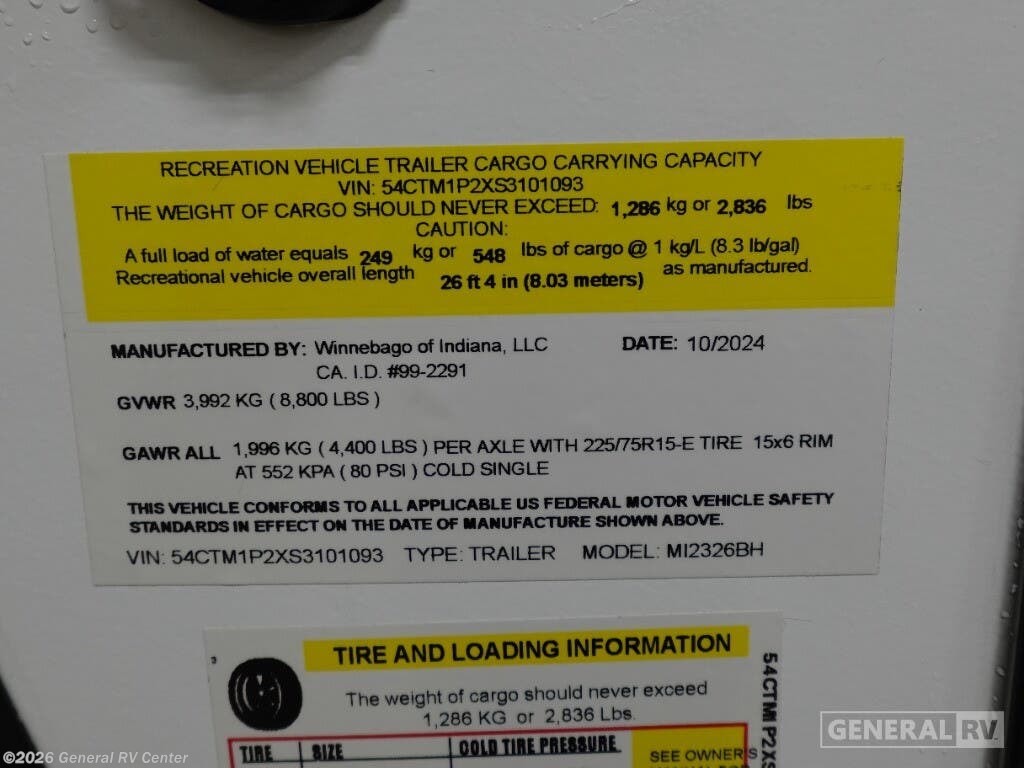 RECREATION VEHICLE TRAILER CARGO CARRYING CAPACITY
VIN: 54CTM1P2XS3101093
THE WEIGHT OF CARGO SHOULD NEVER EXCEED: 1,286 kg or 2,836 lbs
CAUTION:
A full load of water equals 249 kg or 548 lbs of cargo @ 1 kg/L (8.3 lb/gal)
Recreational vehicle overall length 26 ft 4 in (8.03 meters) as manufactured.
MANUFACTURED BY: Winnebago of Indiana, LLC DATE: 10/2024
CA. I.D. #99-2291
GVWR 3,992 KG ( 8,800 LBS )
GAWR ALL 1,996 KG ( 4,400 LBS ) PER AXLE WITH 225/75R15-E TIRE 15x6 RIM
AT 552 KPA ( 80 PSI ) COLD SINGLE
THIS VEHICLE CONFORMS TO ALL APPLICABLE US FEDERAL MOTOR VEHICLE SAFETY
STANDARDS IN EFFECT ON THE DATE OF MANUFACTURE SHOWN ABOVE.
VIN: 54CTM1P2XS3101093 TYPE: TRAILER MODEL: MI2326BH
TIRE AND LOADING INFORMATION
The weight of cargo should never exceed
1,286 KG or 2,836 Lbs.
TIRE SIZE COLD TIRE PRESSURE SEE OWNER'S
54CTM1P2XS
GENERAL RV
©2026 General RV Center